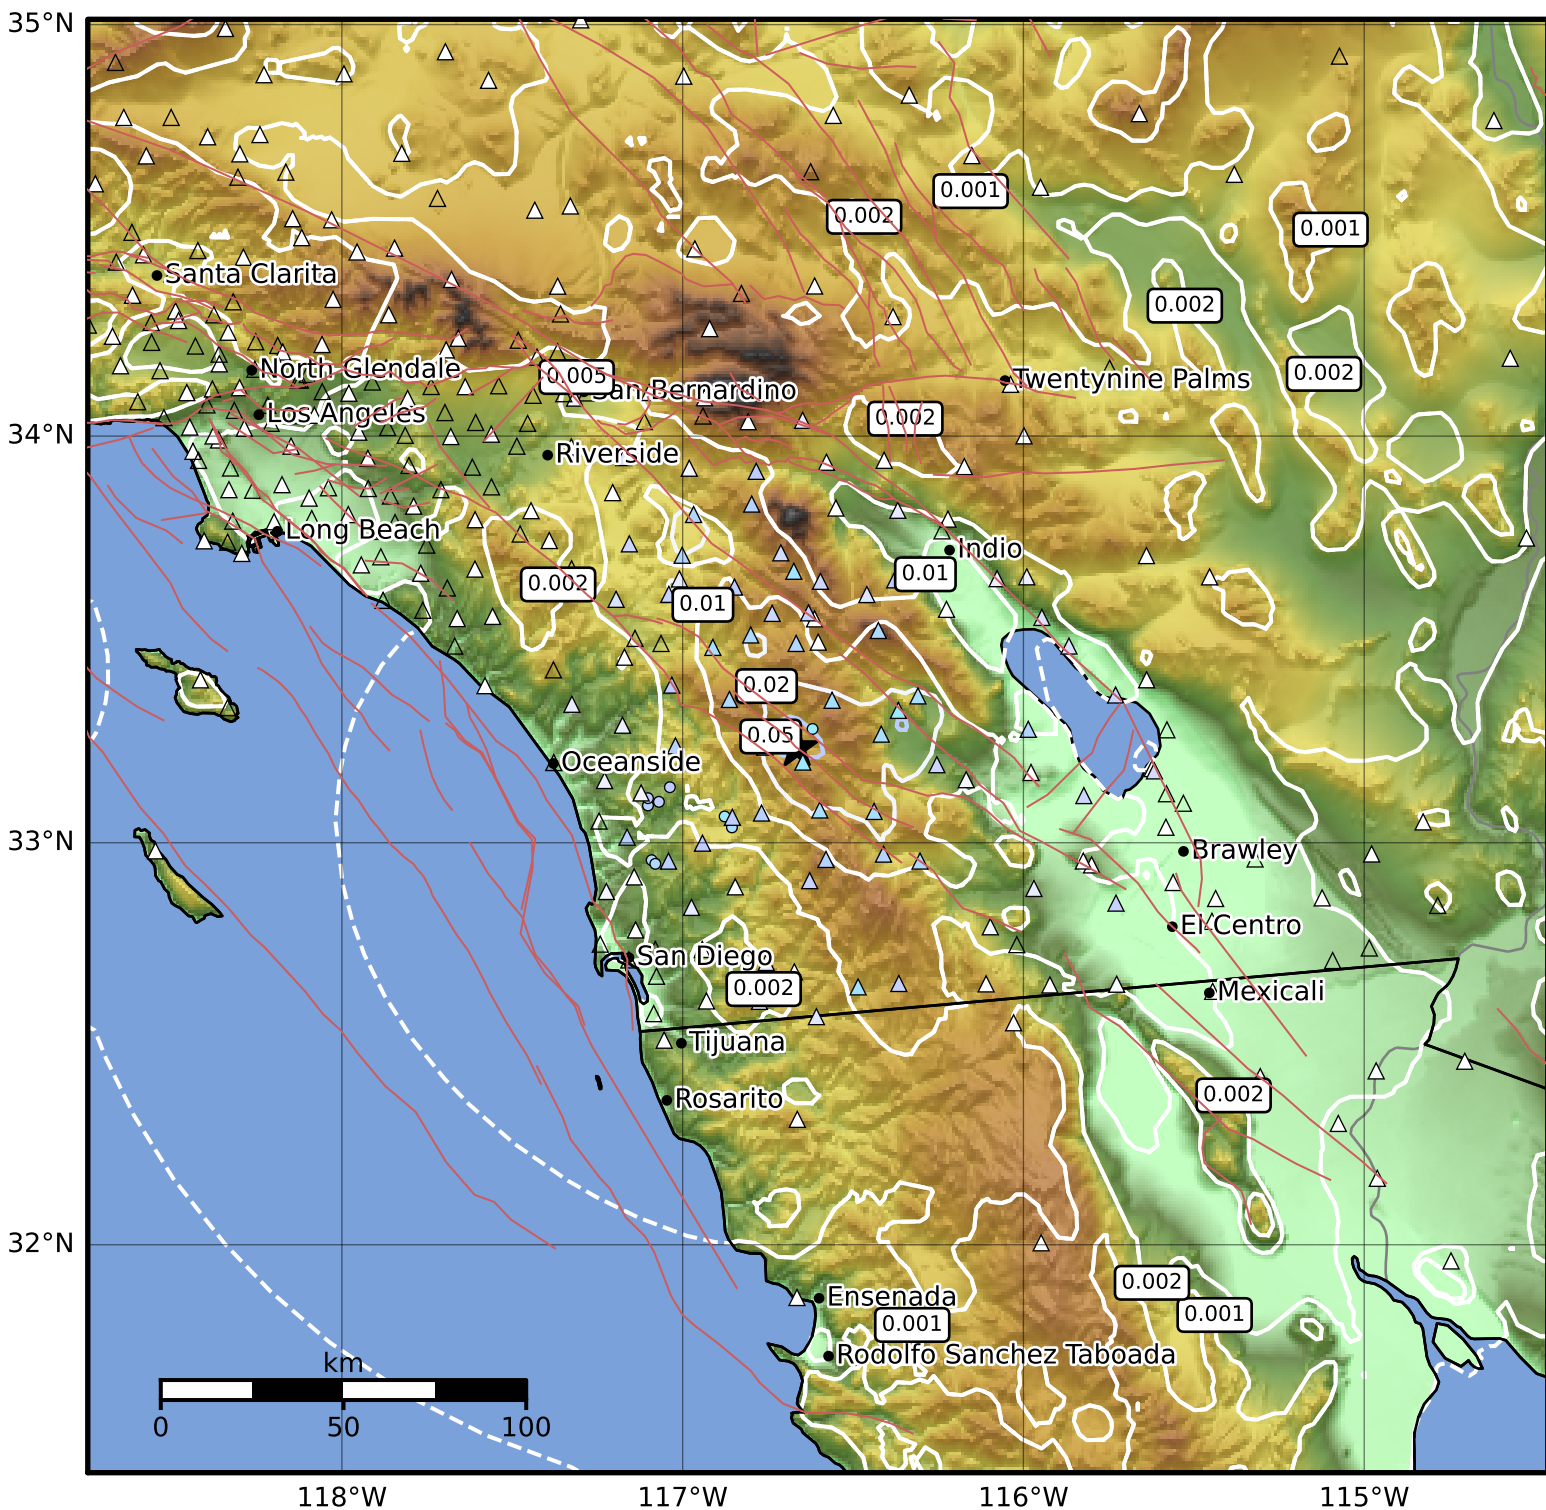 35°N
0.001
0.002
0.001
Santa Clarita
0.002
North Glendale
0.005
0.002
Twentynine Palms
San Bernardino
Los Angeles
0.002
34°N
Riverside
Long Beach
Indio
0.01
0.002
0.01
0.02
0.05
Oceanside
33°N
Brawley
El Centro
San Diego
0.002
Mexicali
Tijuana
Rosarito
0.002
32°N
0.002
Ensenada
0.001
0.001
Rodolfo Sanchez Taboada
km
0 50 100
118°W 117°W 116°W 115°W